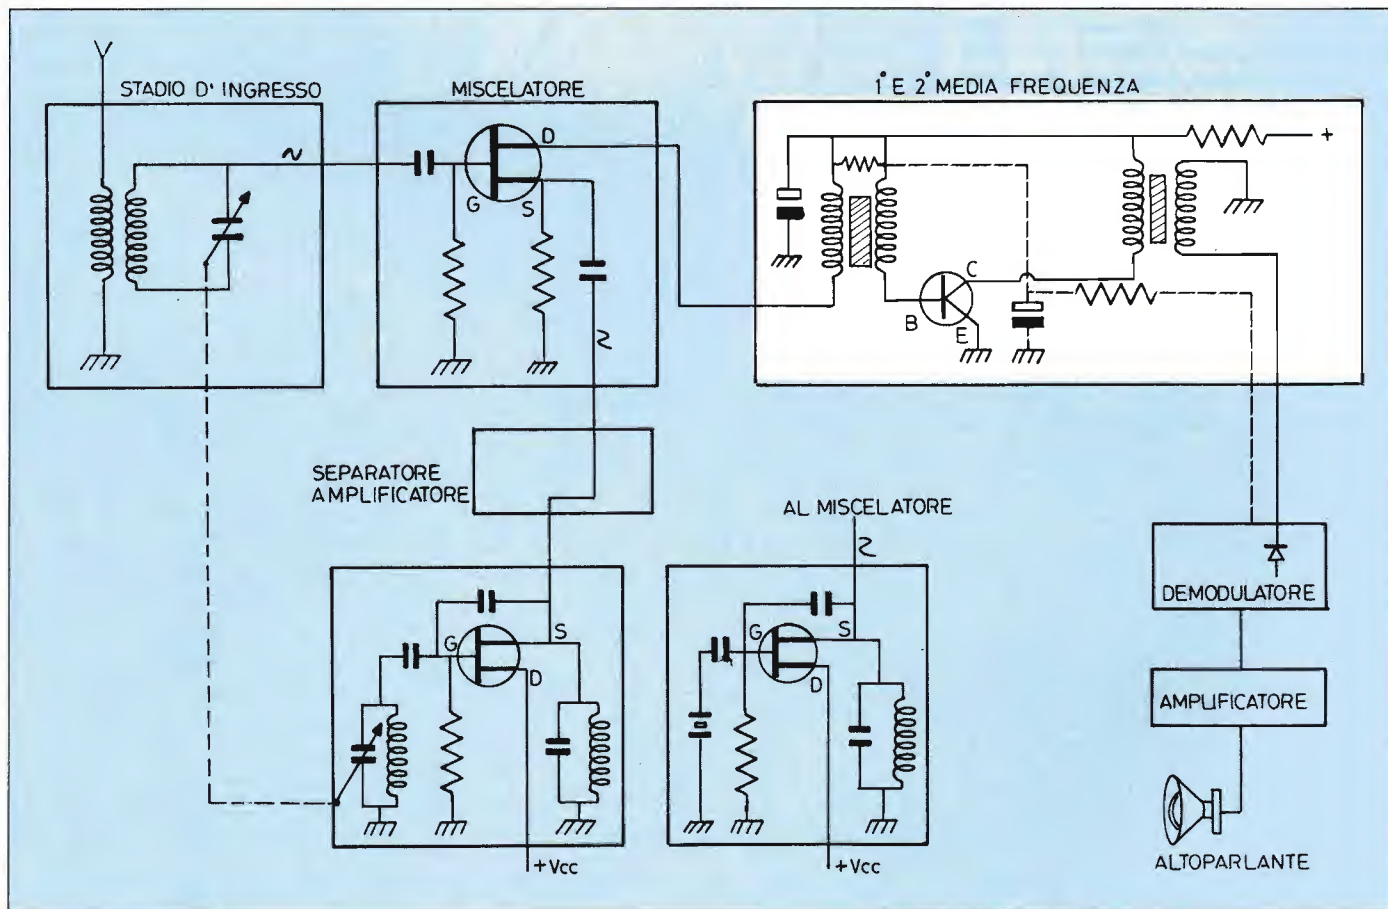 STADIO D' INGRESSO
MISCELATORE
1° E 2° MEDIA FREQUENZA
D
G
S
+
C
B
E
SEPARATORE
AMPLIFICATORE
AL MISCELATORE
G
S
D
+Vcc
G
S
D
+Vcc
DEMODULATORE
AMPLIFICATORE
ALTOPARLANTE